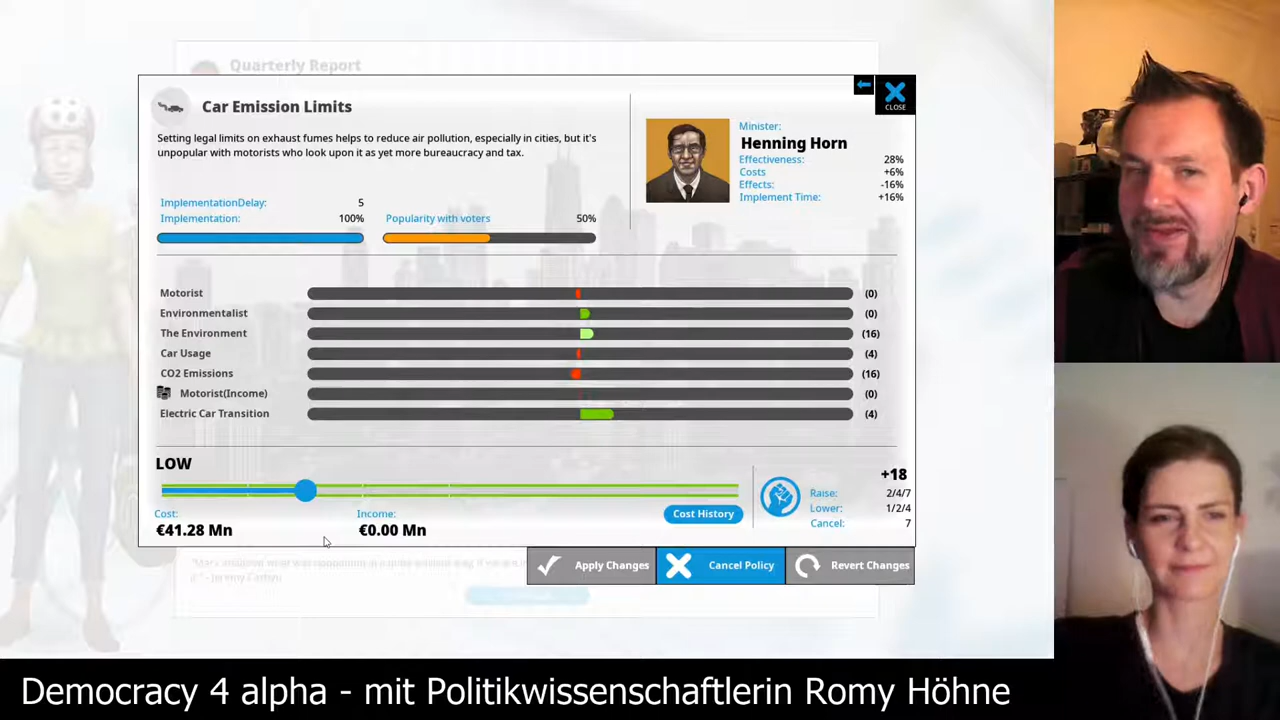 Quarterly Report
Car Emission Limits
CLOSE
Setting legal limits on exhaust fumes helps to reduce air pollution, especially in cities, but it's
unpopular with motorists who look upon it as yet more bureaucracy and tax.
Minister:
Henning Horn
Effectiveness: 28%
Costs +6%
Effects: -16%
Implement Time: +16%
ImplementationDelay: 5
Implementation: 100%
Popularity with voters 50%
Motorist (0)
Environmentalist (0)
The Environment (16)
Car Usage (4)
CO2 Emissions (16)
Motorist(Income) (0)
Electric Car Transition (4)
LOW
Cost: €41.28 Mn
Income: €0.00 Mn
Cost History
+18
Raise: 2/4/7
Lower: 1/2/4
Cancel: 7
Apply Changes
Cancel Policy
Revert Changes
Democracy 4 alpha - mit Politikwissenschaftlerin Romy Höhne